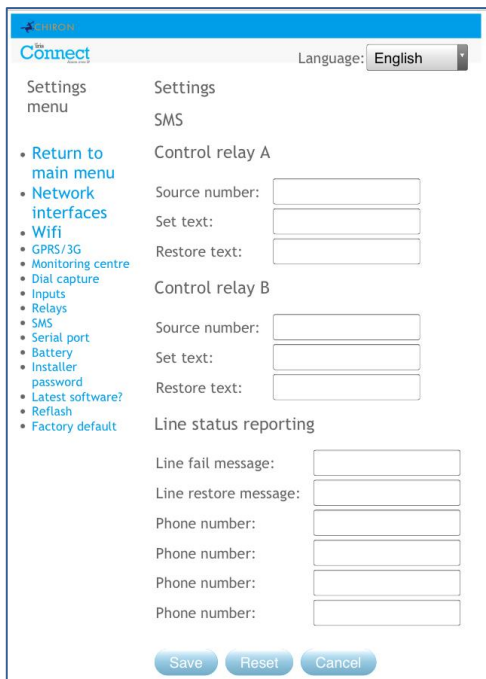 CHIRON
Iris
Connect
Language: English
Settings
menu
• Return to
main menu
• Network
interfaces
• Wifi
• GPRS/3G
• Monitoring centre
• Dial capture
• Inputs
• Relays
• SMS
• Serial port
• Battery
• Installer
password
• Latest software?
• Reflash
• Factory default
Settings
SMS
Control relay A
Source number:
Set text:
Restore text:
Control relay B
Source number:
Set text:
Restore text:
Line status reporting
Line fail message:
Line restore message:
Phone number:
Phone number:
Phone number:
Phone number:
Save Reset Cancel